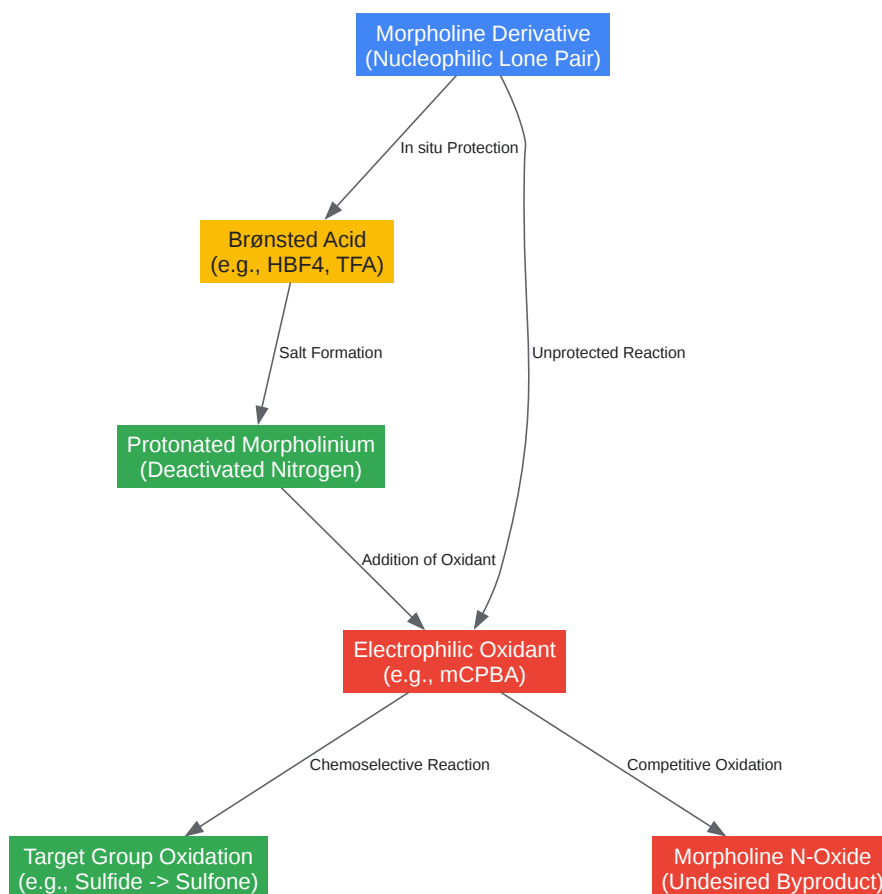 Morpholine Derivative
(Nucleophilic Lone Pair)
In situ Protection
Brønsted Acid
(e.g., HBF4, TFA)
Salt Formation
Unprotected Reaction
Protonated Morpholinium
(Deactivated Nitrogen)
Addition of Oxidant
Electrophilic Oxidant
(e.g., mCPBA)
Chemoselective Reaction
Competitive Oxidation
Target Group Oxidation
(e.g., Sulfide -> Sulfone)
Morpholine N-Oxide
(Undesired Byproduct)